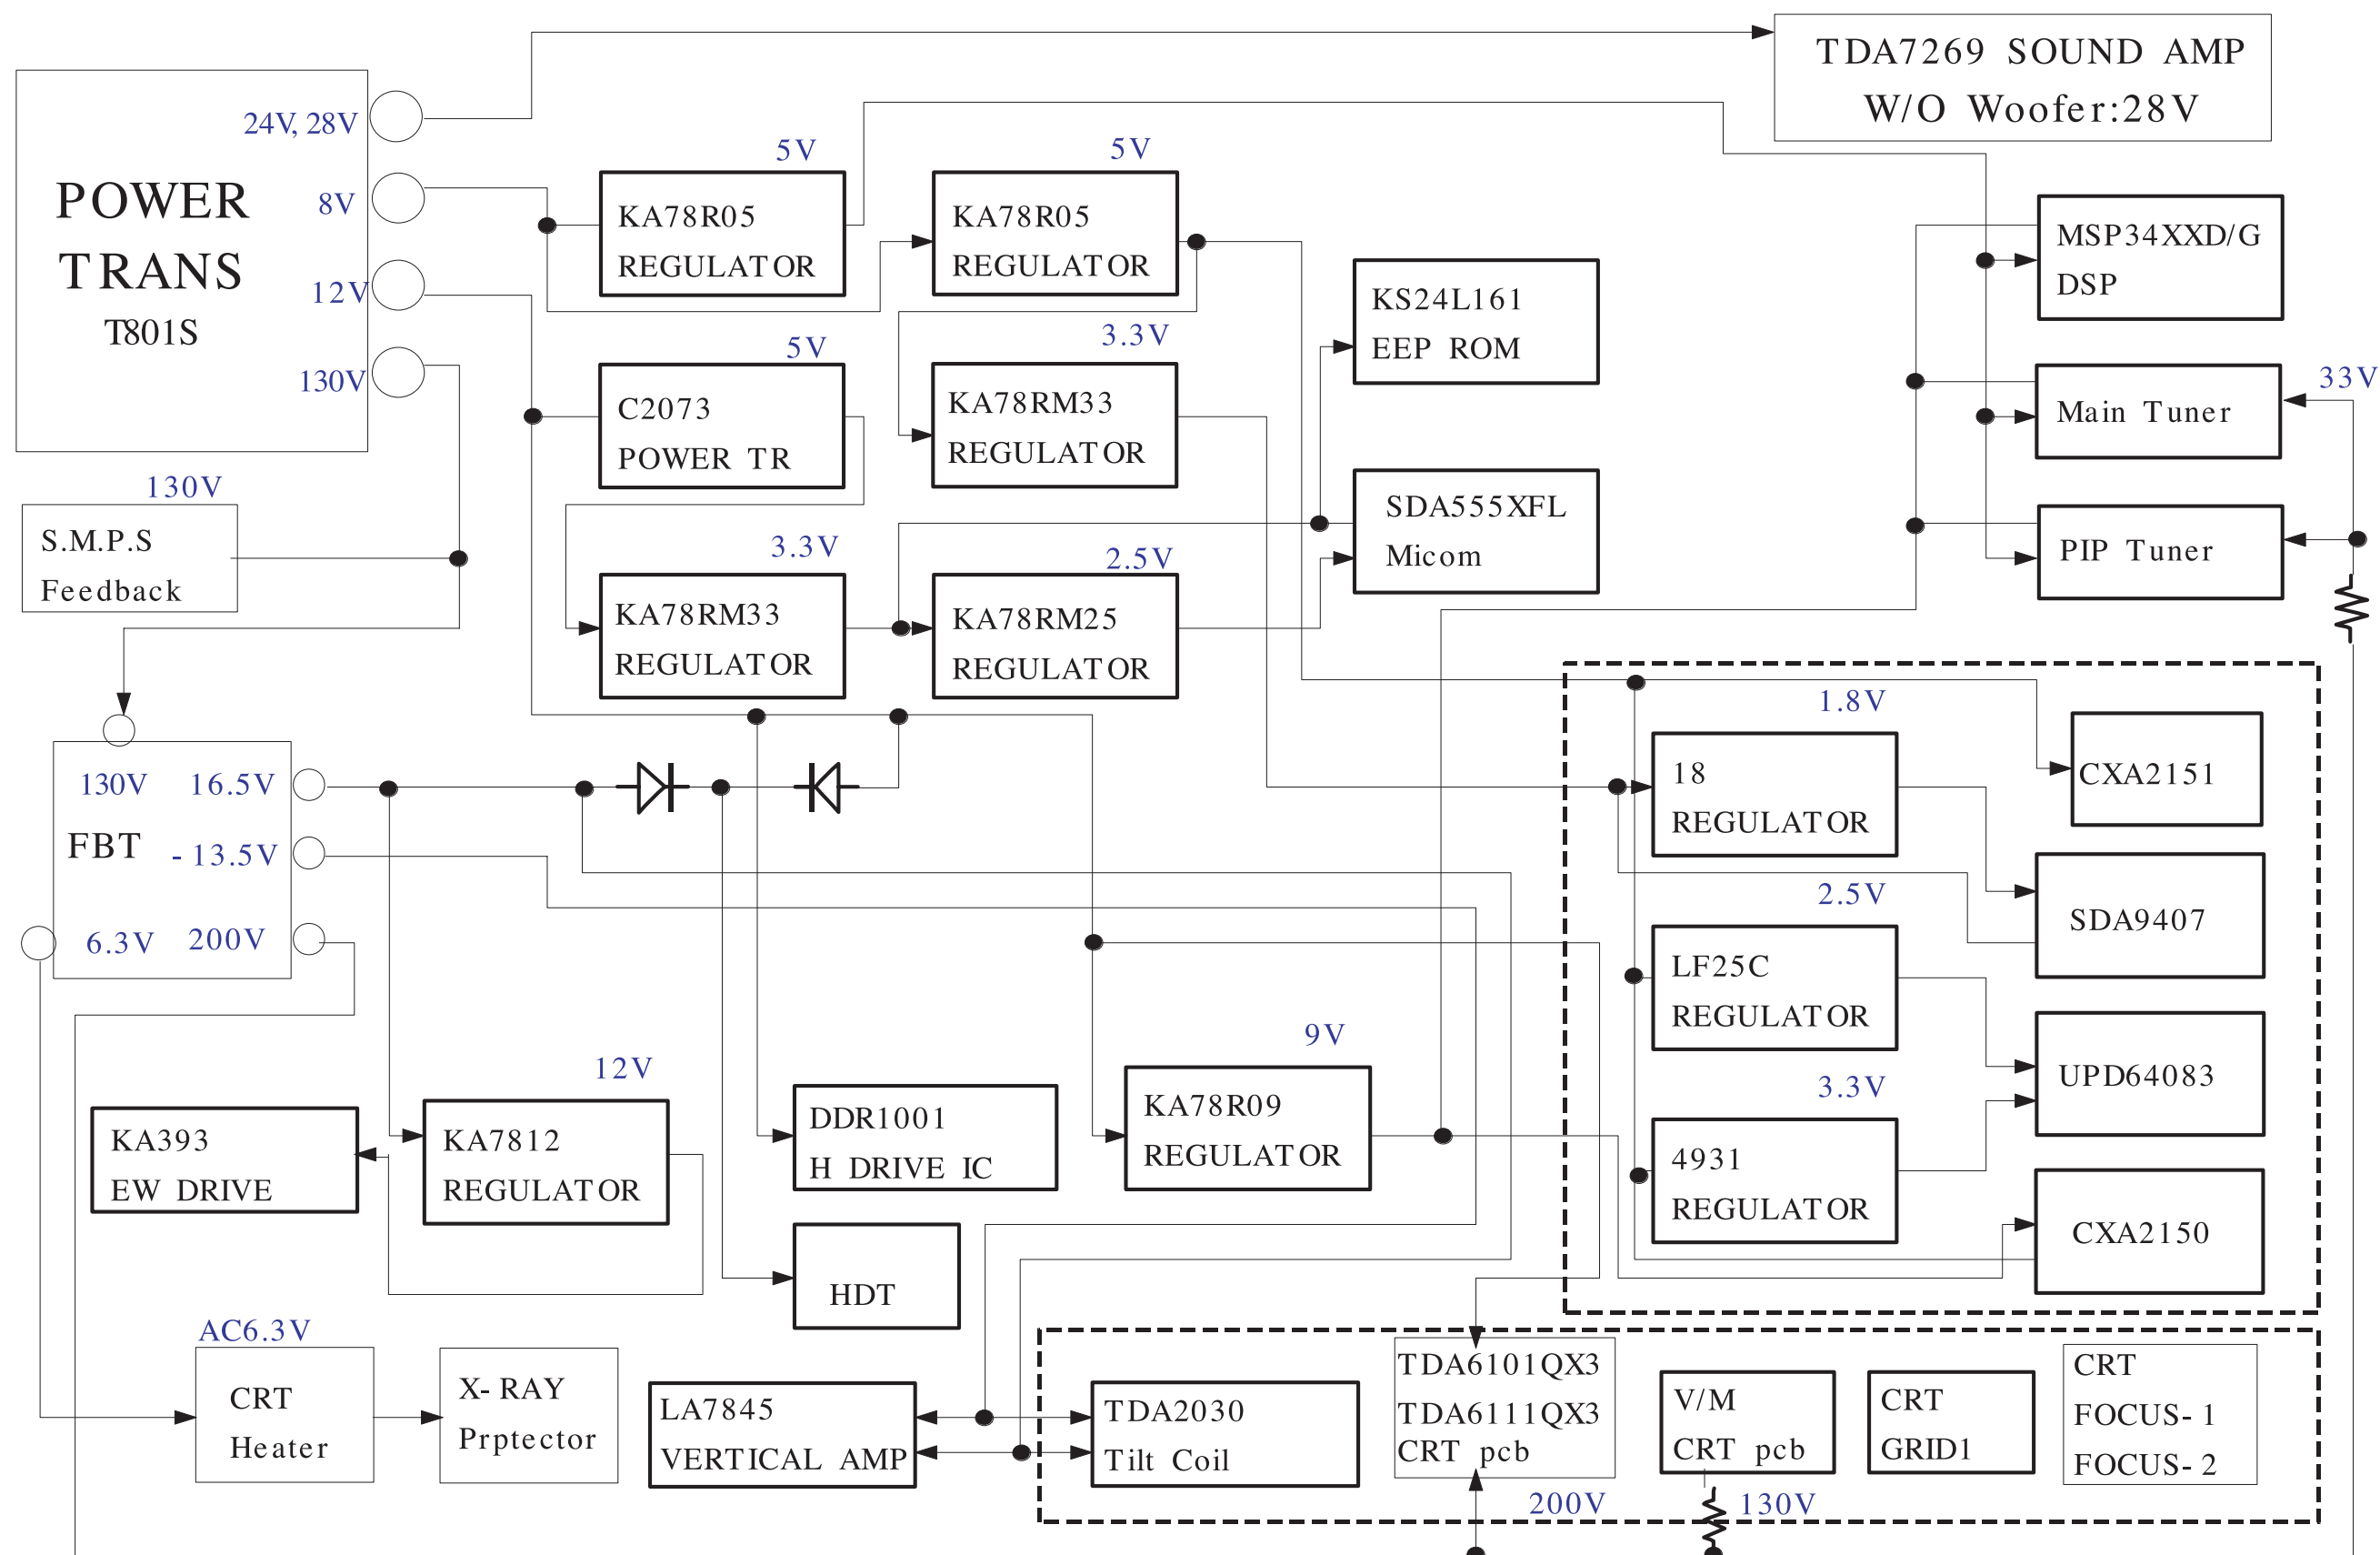 TDA7269 SOUND AMP
W/O Woofer:28V
24V, 28V
POWER
8V
TRANS
12V
T801S
130V
5V
KA78R05
REGULATOR
5V
KA78R05
REGULATOR
MSP34XXD/G
DSP
KS24L161
EEP ROM
5V
C2073
POWER TR
3.3V
KA78RM33
REGULATOR
Main Tuner
33V
130V
S.M.P.S
Feedback
SDA555XFL
Micom
PIP Tuner
3.3V
KA78RM33
REGULATOR
2.5V
KA78RM25
REGULATOR
1.8V
18
REGULATOR
CXA2151
130V 16.5V
FBT - 13.5V
6.3V 200V
2.5V
LF25C
REGULATOR
SDA9407
9V
KA78R09
REGULATOR
3.3V
4931
REGULATOR
UPD64083
12V
KA393
EW DRIVE
KA7812
REGULATOR
DDR1001
H DRIVE IC
CXA2150
HDT
AC6.3V
CRT
Heater
X-RAY
Prptector
LA7845
VERTICAL AMP
TDA2030
Tilt Coil
TDA6101QX3
TDA6111QX3
CRT pcb
V/M
CRT pcb
CRT
GRID1
CRT
FOCUS-1
FOCUS-2
200V
130V